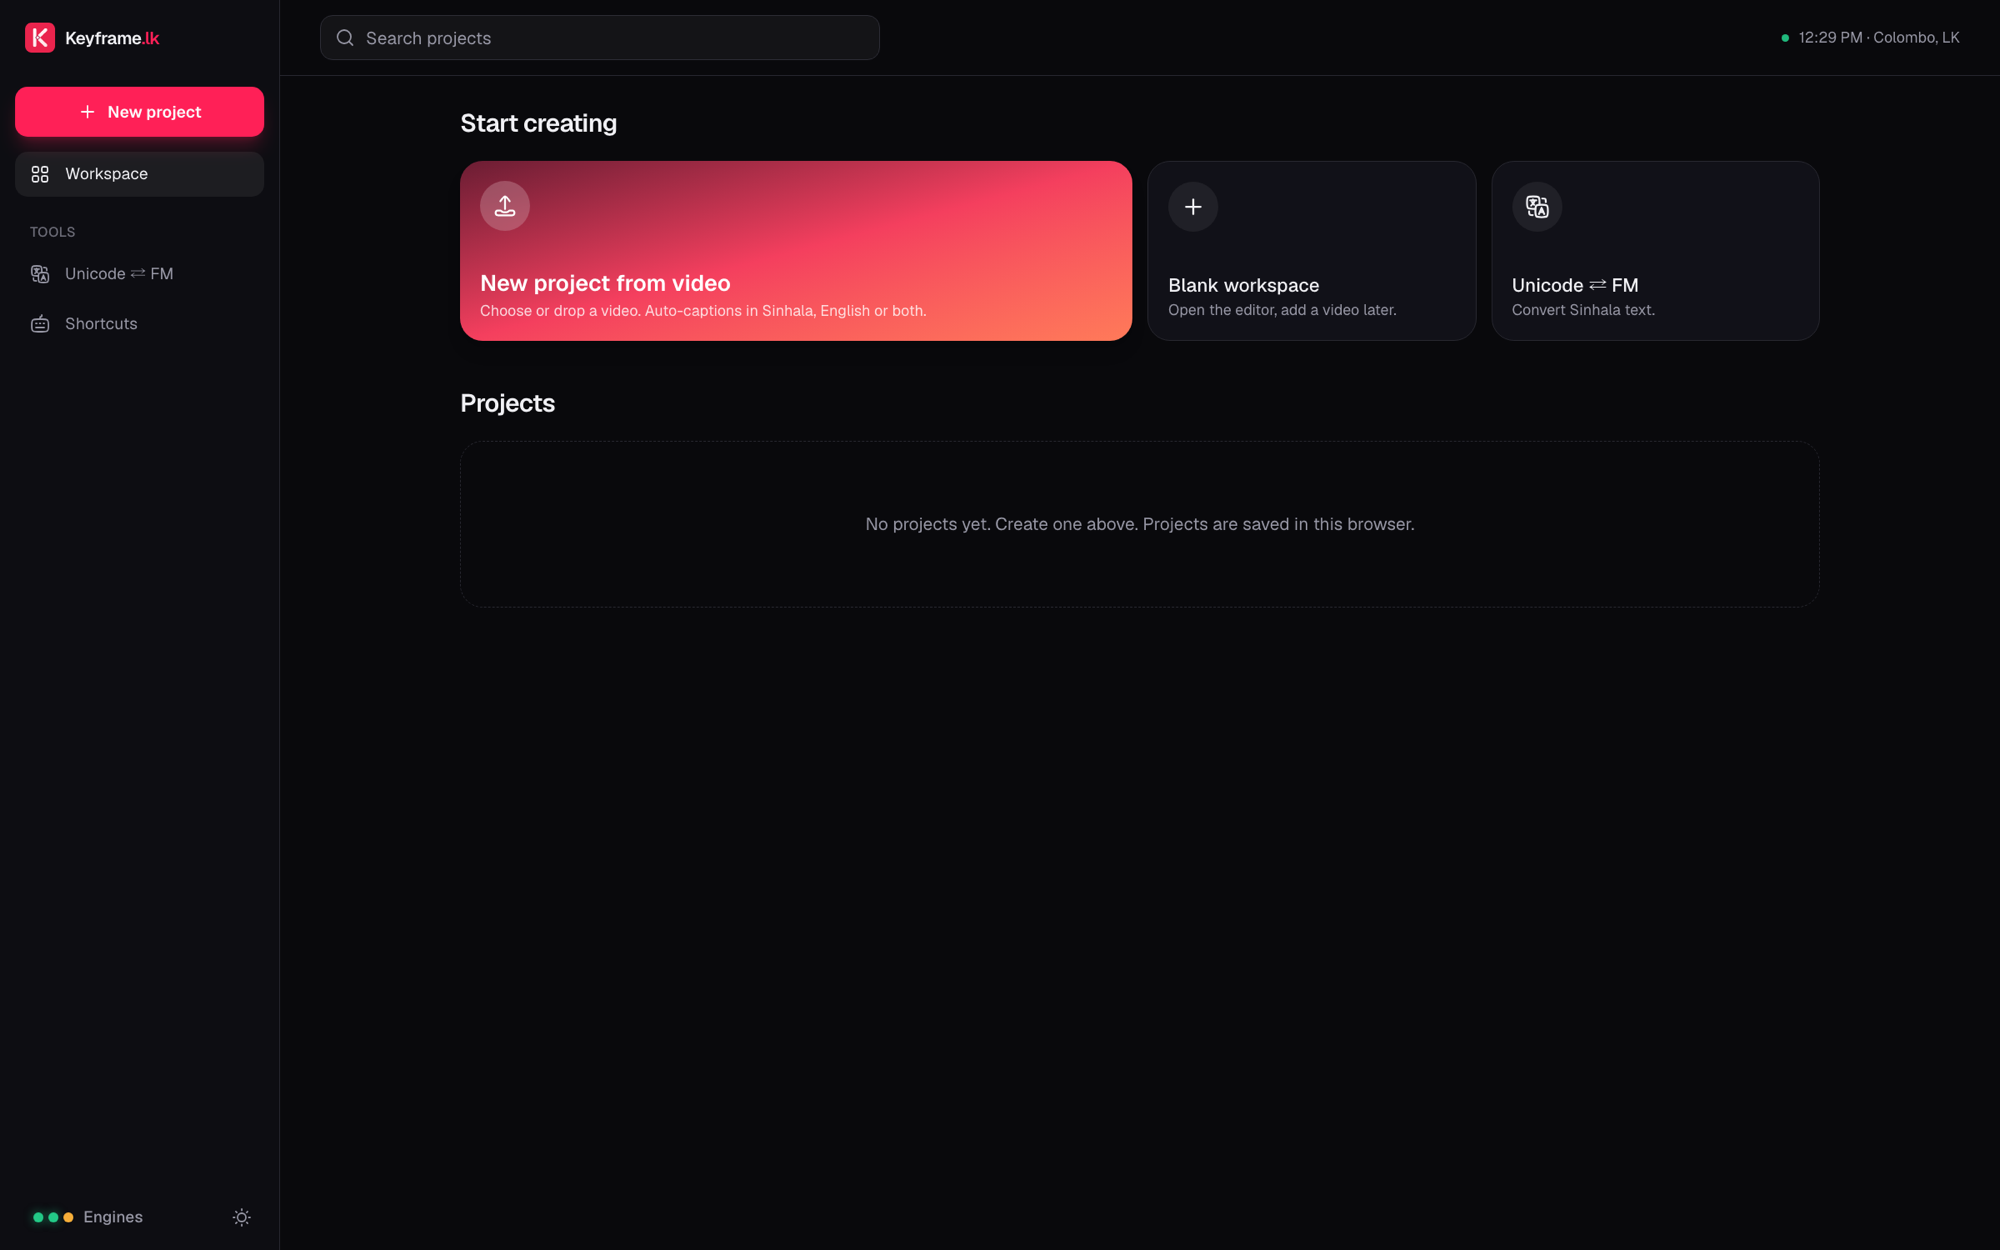 Keyframe.lk
Search projects
12:29 PM · Colombo, LK
New project
Workspace
TOOLS
Unicode ⇄ FM
Shortcuts
Start creating
New project from video
Choose or drop a video. Auto-captions in Sinhala, English or both.
Blank workspace
Open the editor, add a video later.
Unicode ⇄ FM
Convert Sinhala text.
Projects
No projects yet. Create one above. Projects are saved in this browser.
Engines